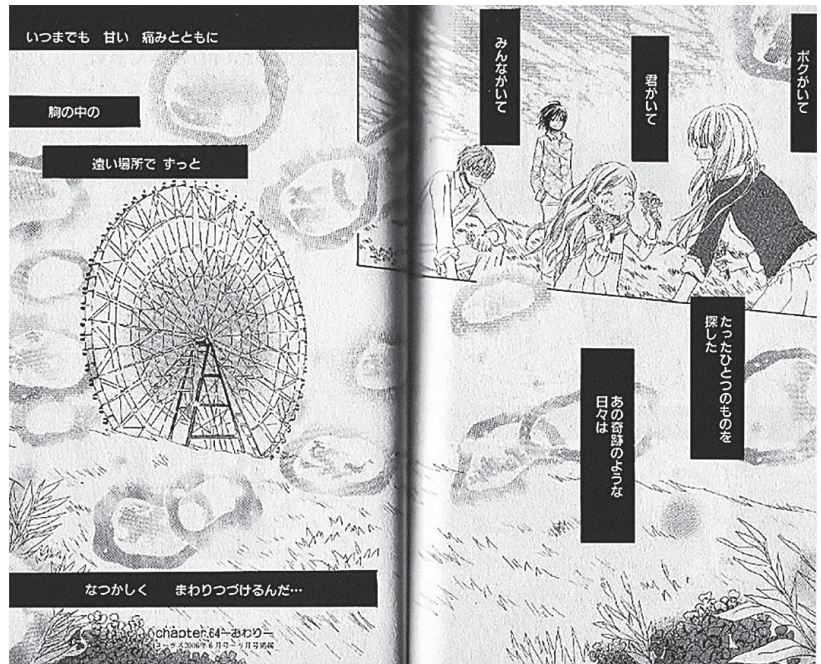 ボクがいて
君がいて
みんながいて
たったひとつのものを
探した
あの奇跡のような
日々は
いつまでも 甘い 痛みとともに
胸の中の
遠い場所で ずっと
なつかしく まわりつづけるんだ…
chapter.64ーおわりー